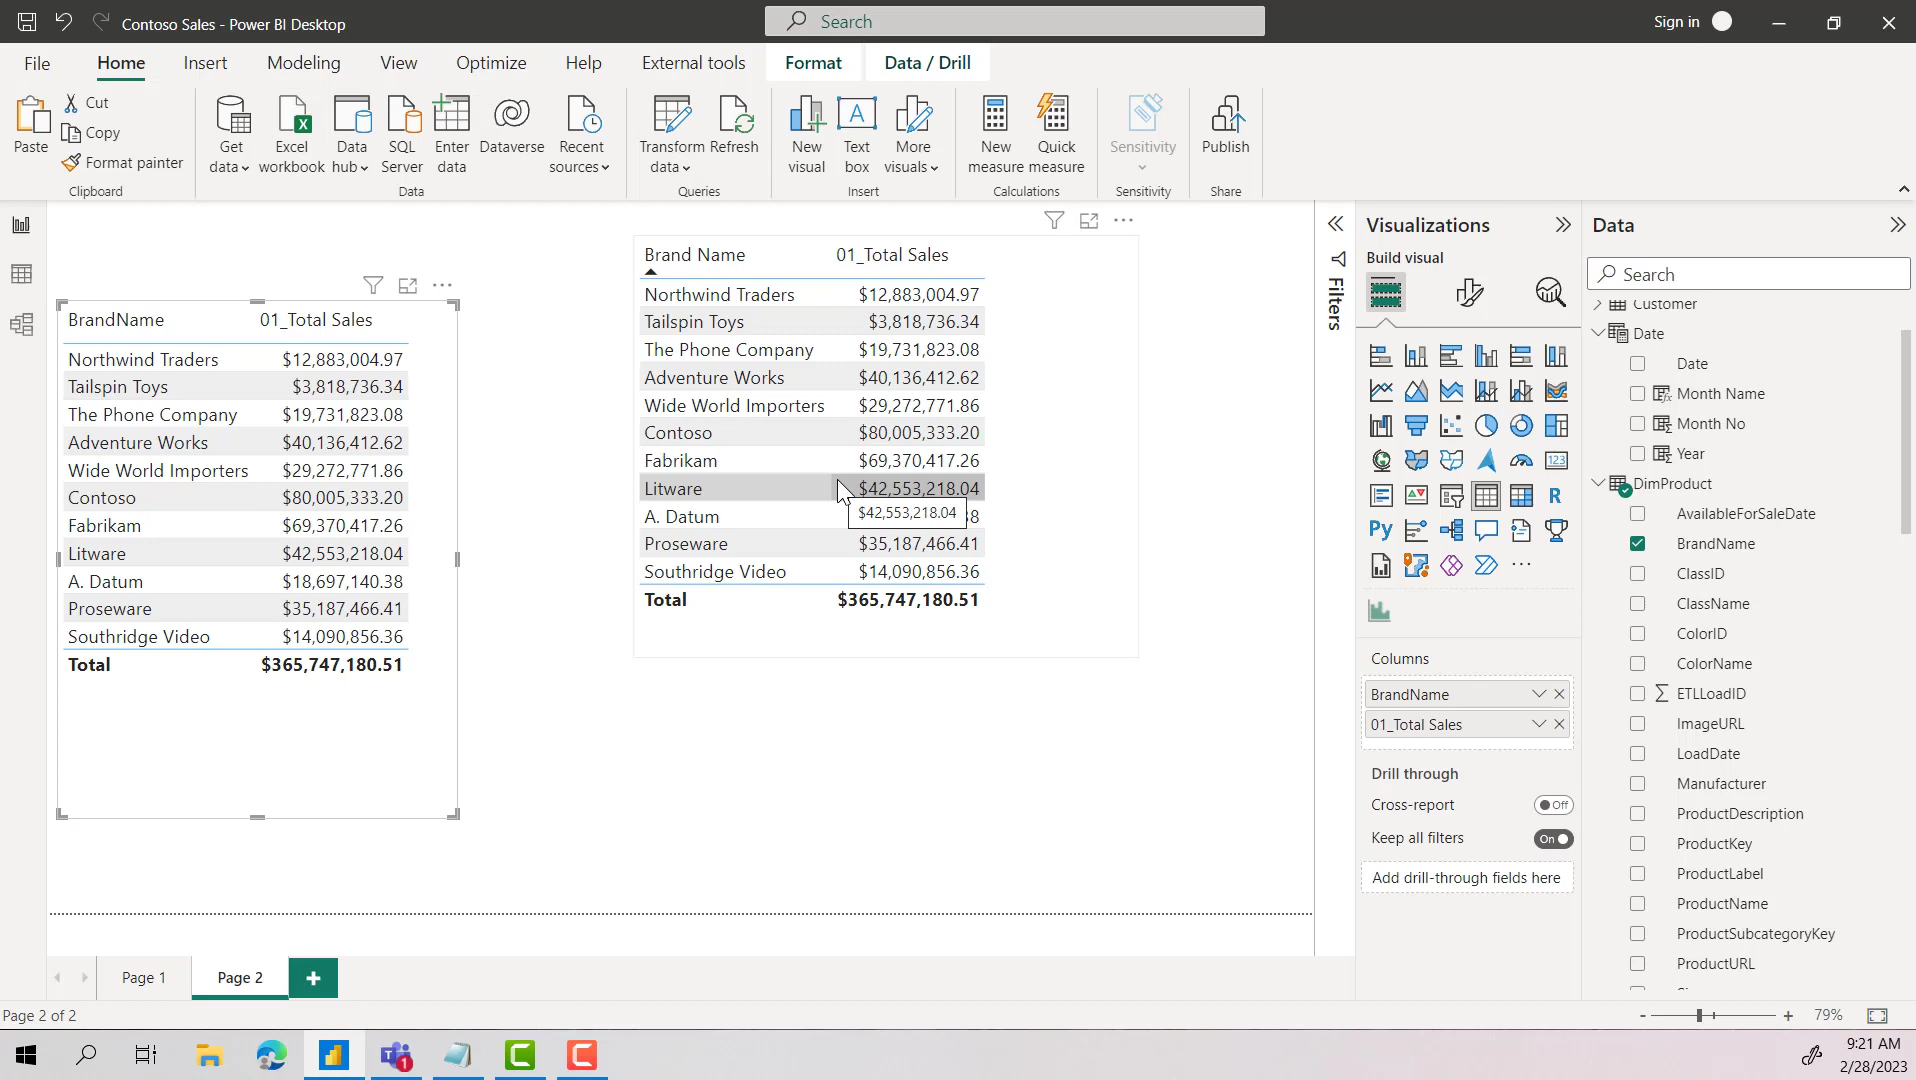 Contoso Sales - Power BI Desktop
Search
Sign in
File
Home
Insert
Modeling
View
Optimize
Help
External tools
Format
Data / Drill
Paste
Cut
Copy
Format painter
Clipboard
Get data
Excel workbook
Data hub
SQL Server
Enter data
Dataverse
Recent sources
Data
Transform data
Refresh
Queries
New visual
Text box
More visuals
Insert
New measure
Quick measure
Calculations
Sensitivity
Sensitivity
Publish
Share
BrandName 01_Total Sales
Northwind Traders $12,883,004.97
Tailspin Toys $3,818,736.34
The Phone Company $19,731,823.08
Adventure Works $40,136,412.62
Wide World Importers $29,272,771.86
Contoso $80,005,333.20
Fabrikam $69,370,417.26
Litware $42,553,218.04
A. Datum $18,697,140.38
Proseware $35,187,466.41
Southridge Video $14,090,856.36
Total $365,747,180.51
Brand Name 01_Total Sales
Northwind Traders $12,883,004.97
Tailspin Toys $3,818,736.34
The Phone Company $19,731,823.08
Adventure Works $40,136,412.62
Wide World Importers $29,272,771.86
Contoso $80,005,333.20
Fabrikam $69,370,417.26
Litware $42,553,218.04
$42,553,218.04
A. Datum 8
Proseware $35,187,466.41
Southridge Video $14,090,856.36
Total $365,747,180.51
Filters
Visualizations
Build visual
123
R
Py
Columns
BrandName
01_Total Sales
Drill through
Cross-report Off
Keep all filters On
Add drill-through fields here
Data
Search
Customer
Date
Date
Month Name
Month No
Year
DimProduct
AvailableForSaleDate
BrandName
ClassID
ClassName
ColorID
ColorName
ETLLoadID
ImageURL
LoadDate
Manufacturer
ProductDescription
ProductKey
ProductLabel
ProductName
ProductSubcategoryKey
ProductURL
Page 1
Page 2
Page 2 of 2
79%
9:21 AM
2/28/2023